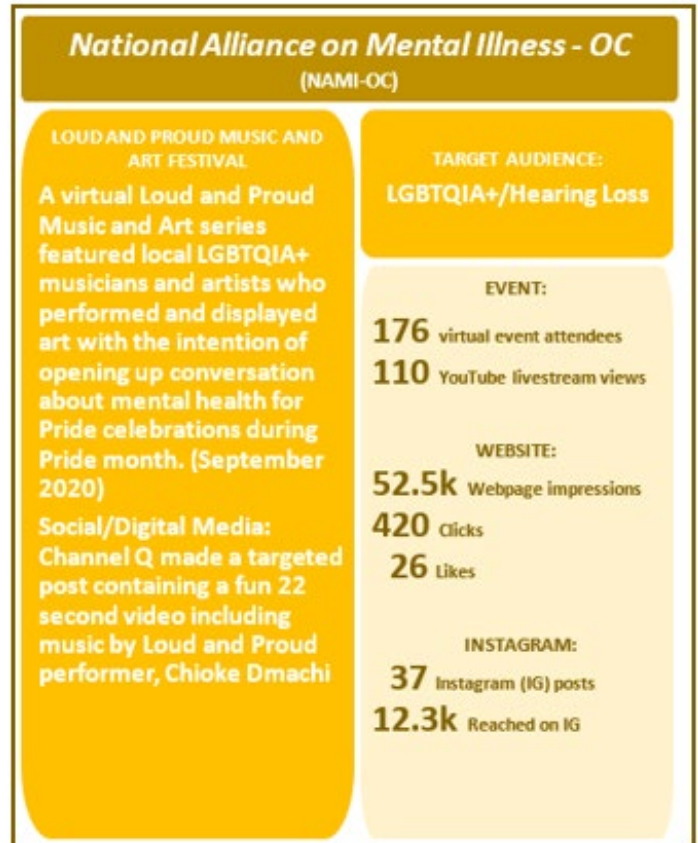 National Alliance on Mental Illness - OC
(NAMI-OC)
LOUD AND PROUD MUSIC AND
ART FESTIVAL
A virtual Loud and Proud
Music and Art series
featured local LGBTQIA+
musicians and artists who
performed and displayed
art with the intention of
opening up conversation
about mental health for
Pride celebrations during
Pride month. (September
2020)
Social/Digital Media:
Channel Q made a targeted
post containing a fun 22
second video including
music by Loud and Proud
performer, Chioke Dmachi
TARGET AUDIENCE:
LGBTQIA+/Hearing Loss
EVENT:
176 virtual event attendees
110 YouTube livestream views
WEBSITE:
52.5k Webpage impressions
420 Clicks
26 Likes
INSTAGRAM:
37 Instagram (IG) posts
12.3k Reached on IG